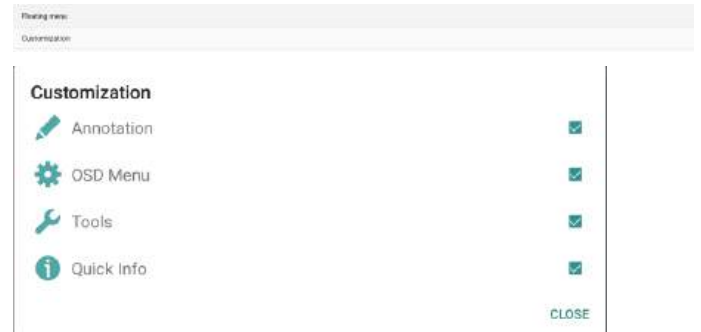 Floating menu
Customization
Customization
Annotation
OSD Menu
Tools
Quick Info
CLOSE